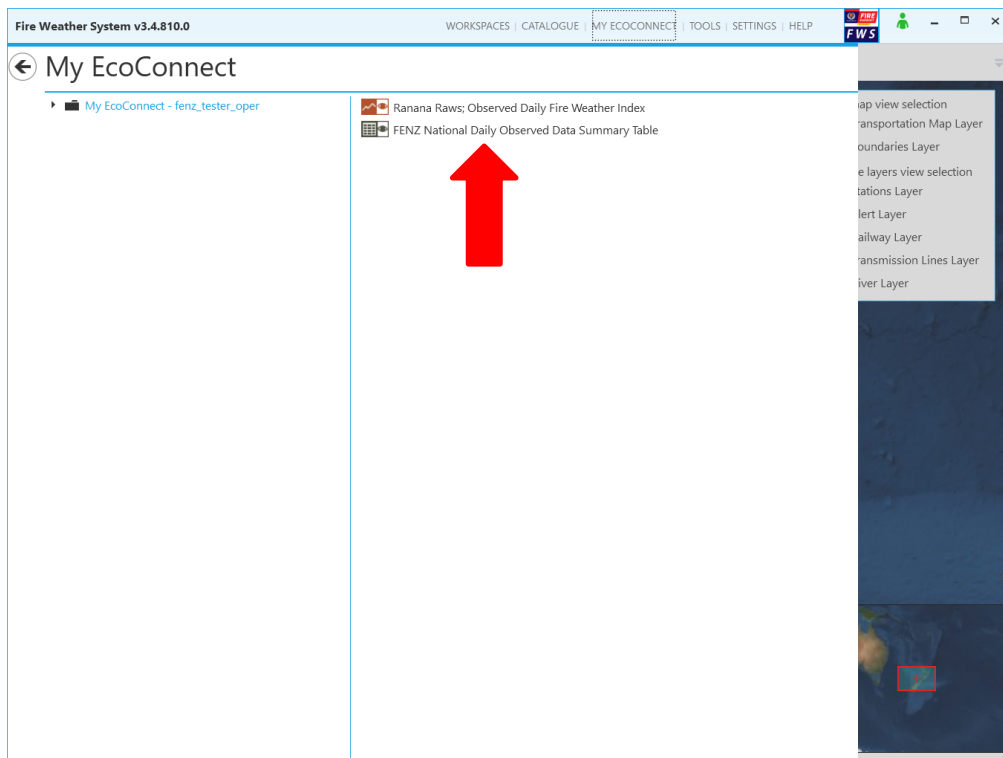 Fire Weather System v3.4.810.0
WORKSPACES | CATALOGUE | MY ECOCONNECT | TOOLS | SETTINGS | HELP
FIRE
FWS
My EcoConnect
My EcoConnect - fenz_tester_oper
Ranana Raws; Observed Daily Fire Weather Index
FENZ National Daily Observed Data Summary Table
ap view selection
ransportation Map Layer
oundaries Layer
e layers view selection
tations Layer
lert Layer
ailway Layer
ransmission Lines Layer
iver Layer